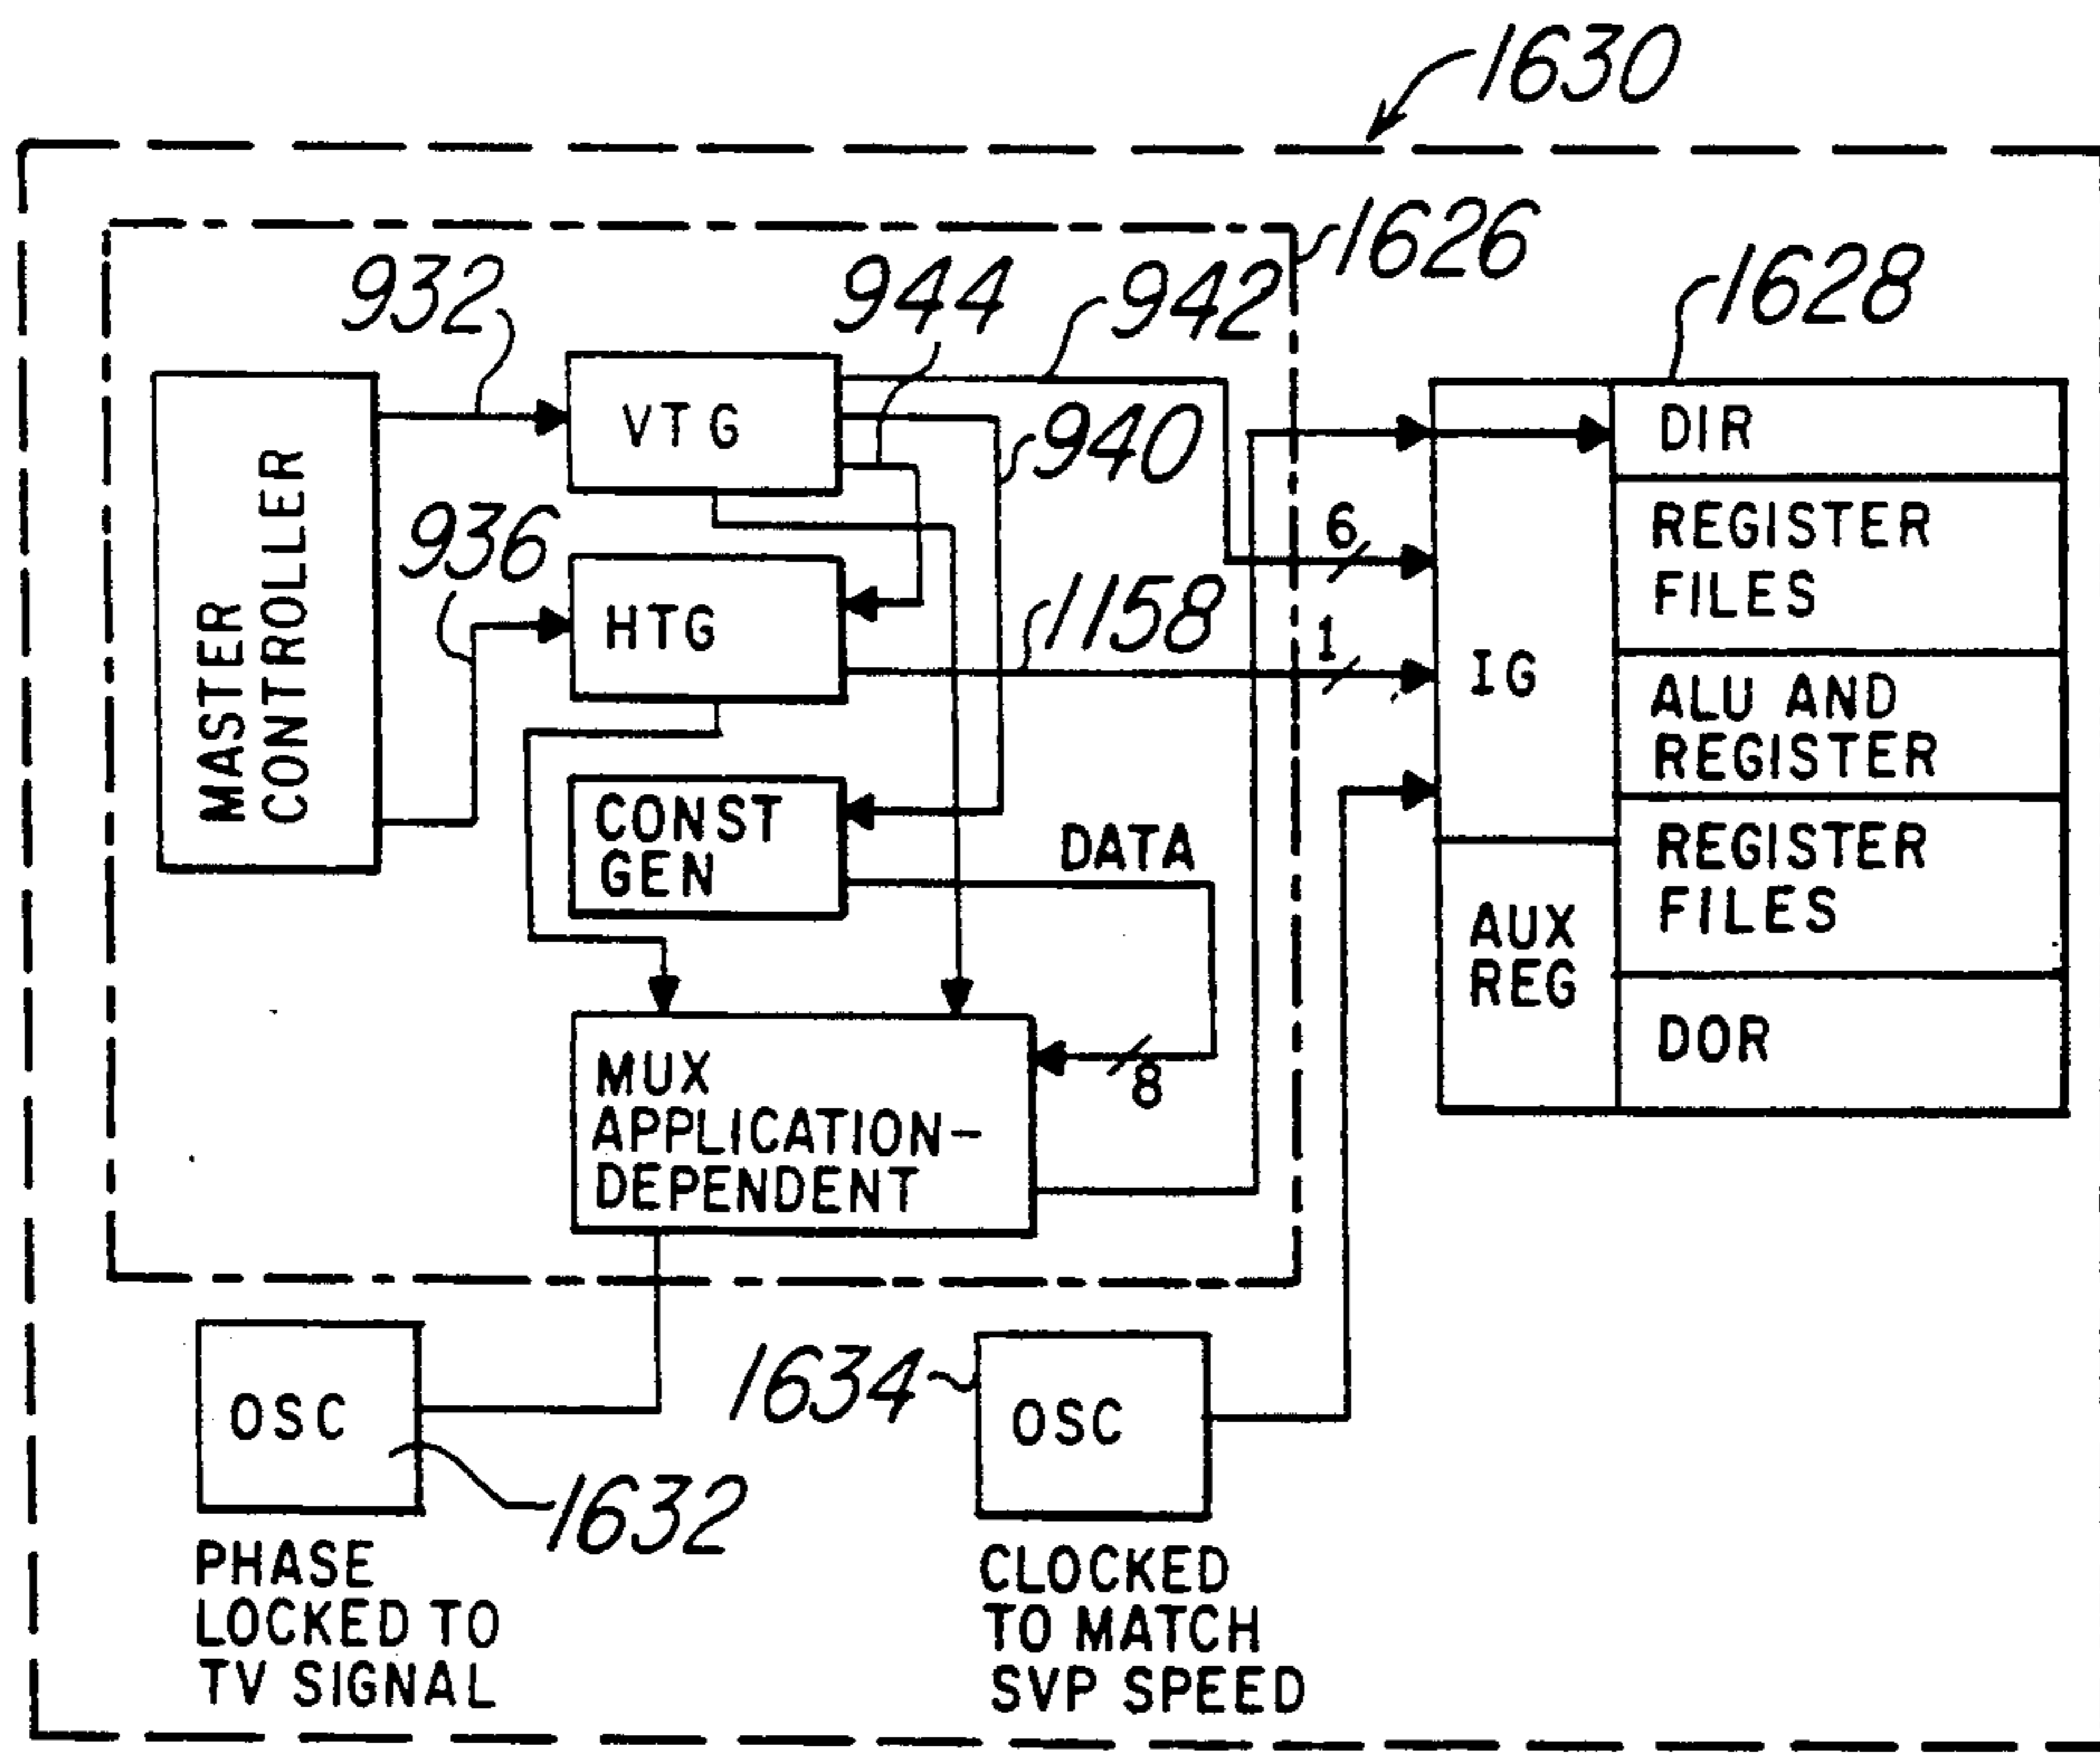 1630
1626
1628
932
944
942
940
936
1158
MASTER
CONTROLLER
VTG
HTG
CONST
GEN
DATA
MUX
APPLICATION-
DEPENDENT
8
6
1
IG
AUX
REG
DIR
REGISTER
FILES
ALU AND
REGISTER
REGISTER
FILES
DOR
OSC
1632
PHASE
LOCKED TO
TV SIGNAL
1634
OSC
CLOCKED
TO MATCH
SVP SPEED